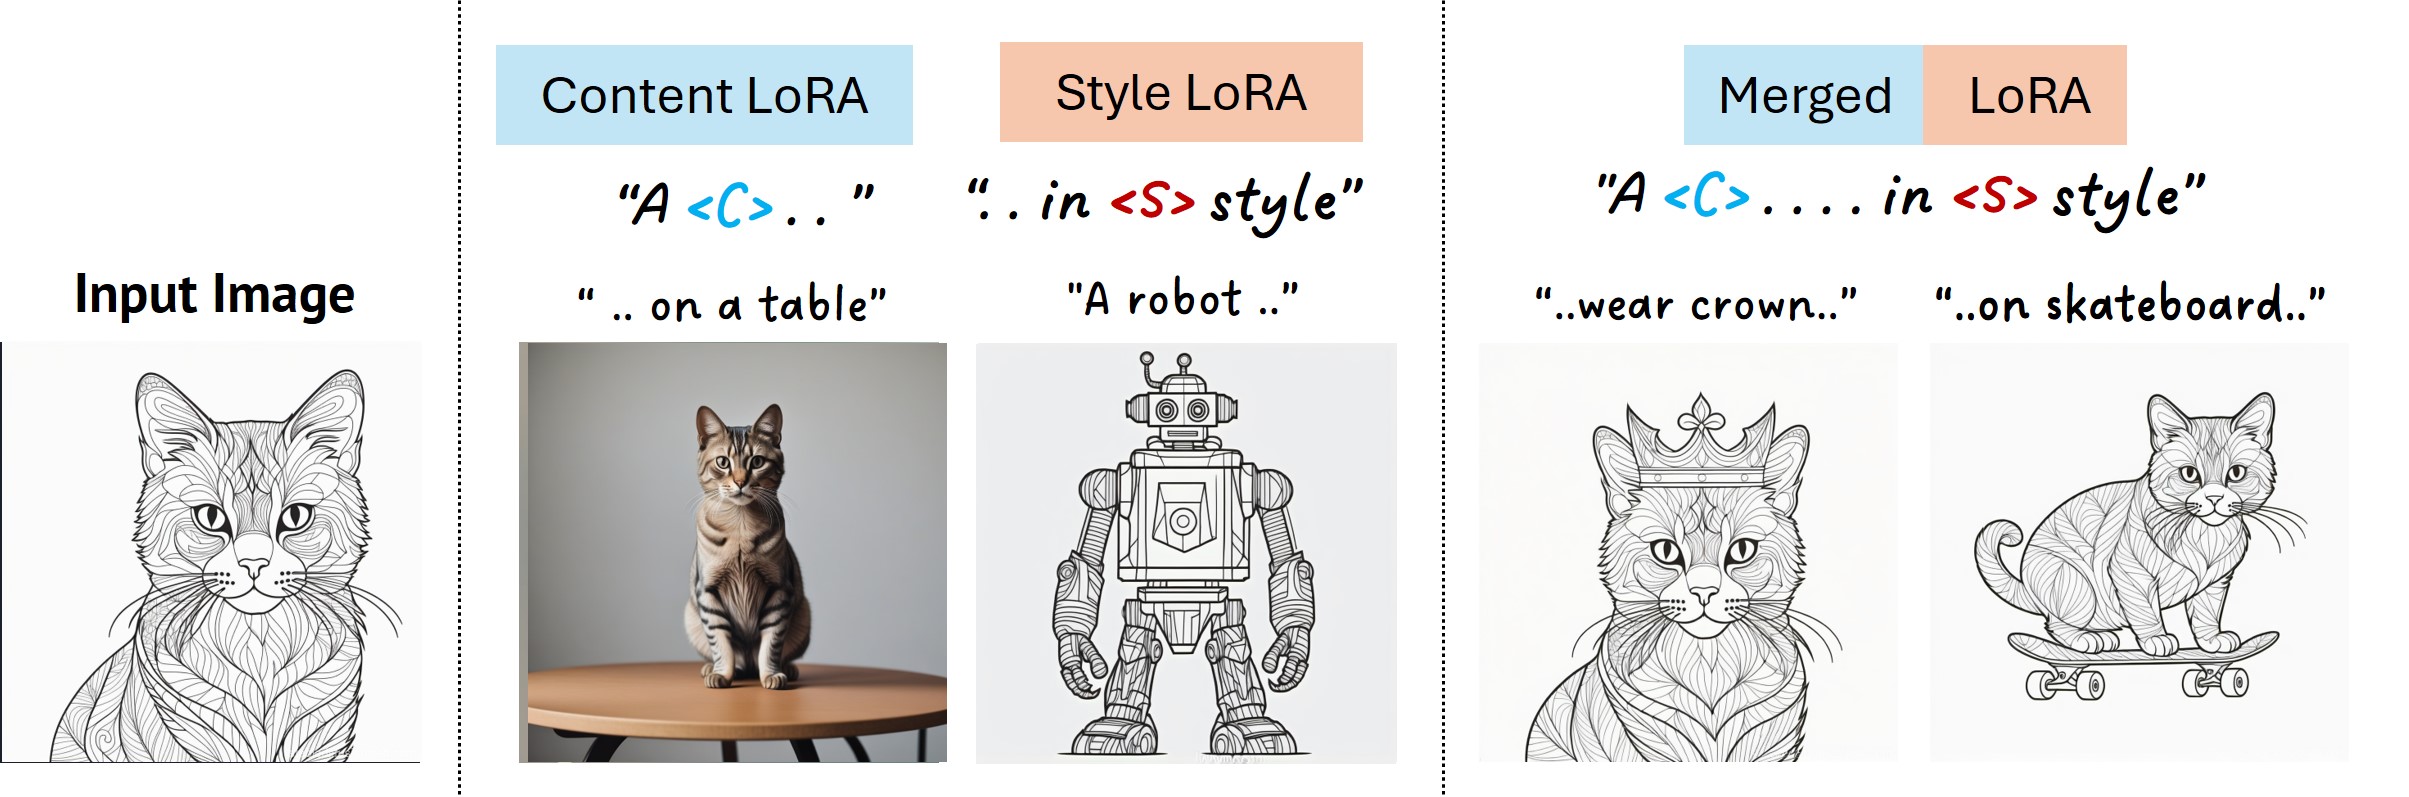 Input Image
Content LoRA
“A <C> . . ”
“ .. on a table”
Style LoRA
“. . in <S> style”
"A robot .."
Merged LoRA
"A <C> . . . . in <S> style”
“..wear crown..”
“..on skateboard..”